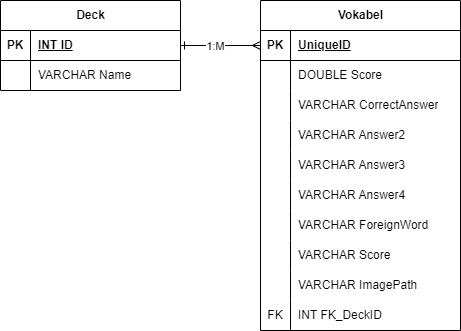 Deck
PK INT ID
VARCHAR Name
1:M
Vokabel
PK UniqueID
DOUBLE Score
VARCHAR CorrectAnswer
VARCHAR Answer2
VARCHAR Answer3
VARCHAR Answer4
VARCHAR ForeignWord
VARCHAR Score
VARCHAR ImagePath
FK INT FK_DeckID